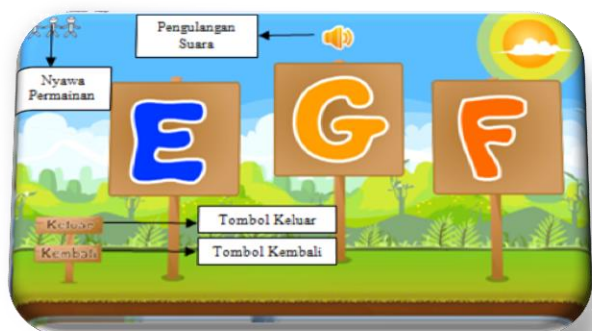 Pengulangan
Suara
Nyawa
Permainan
E G F
Keluar
Tombol Keluar
Kembali
Tombol Kembali